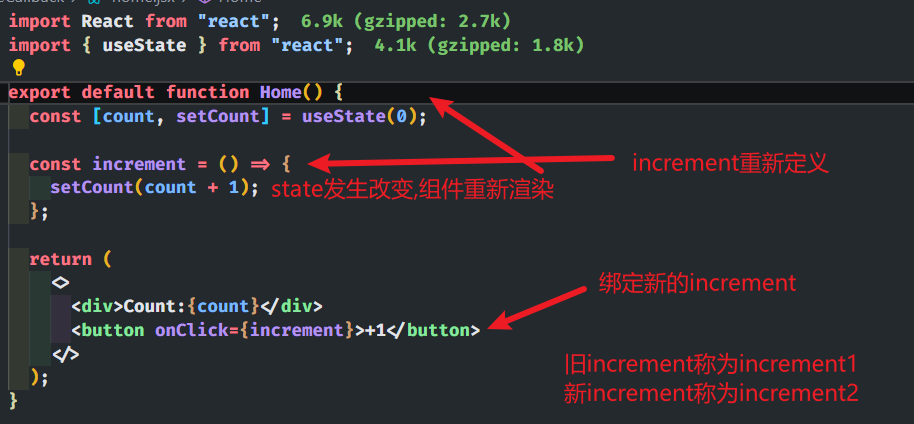 import React from "react";  6.9k (gzipped: 2.7k)
import { useState } from "react";  4.1k (gzipped: 1.8k)
export default function Home() {
const [count, setCount] = useState(0);
const increment = () => {
increment重新定义
setCount(count + 1);
state发生改变,组件重新渲染
};
return (
<>
绑定新的increment
<div>Count:{count}</div>
<button onClick={increment}>+1</button>
</>
旧increment称为increment1
);
新increment称为increment2
}